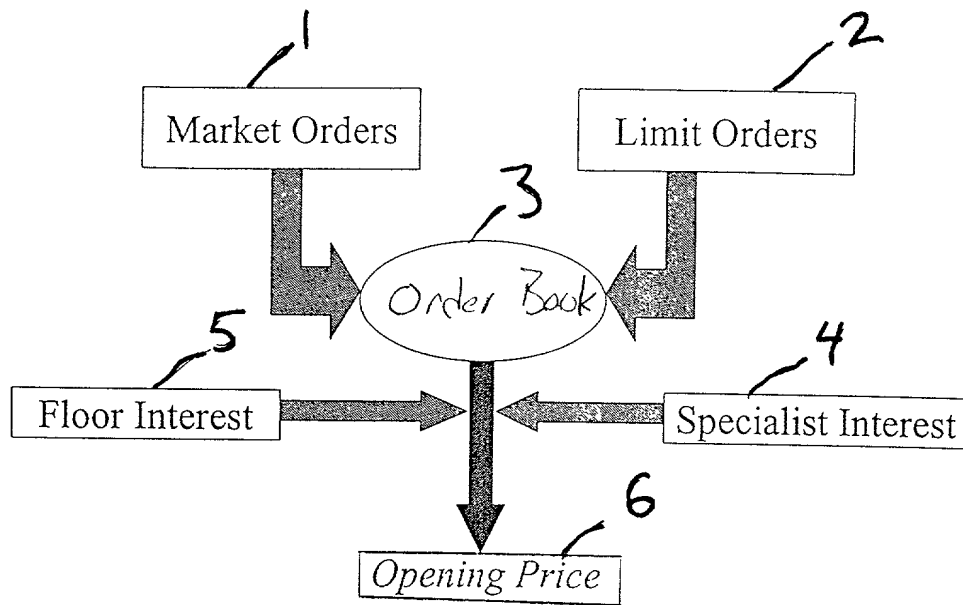 1
2
Market Orders
Limit Orders
3
Order Book
5
4
Floor Interest
Specialist Interest
6
Opening Price